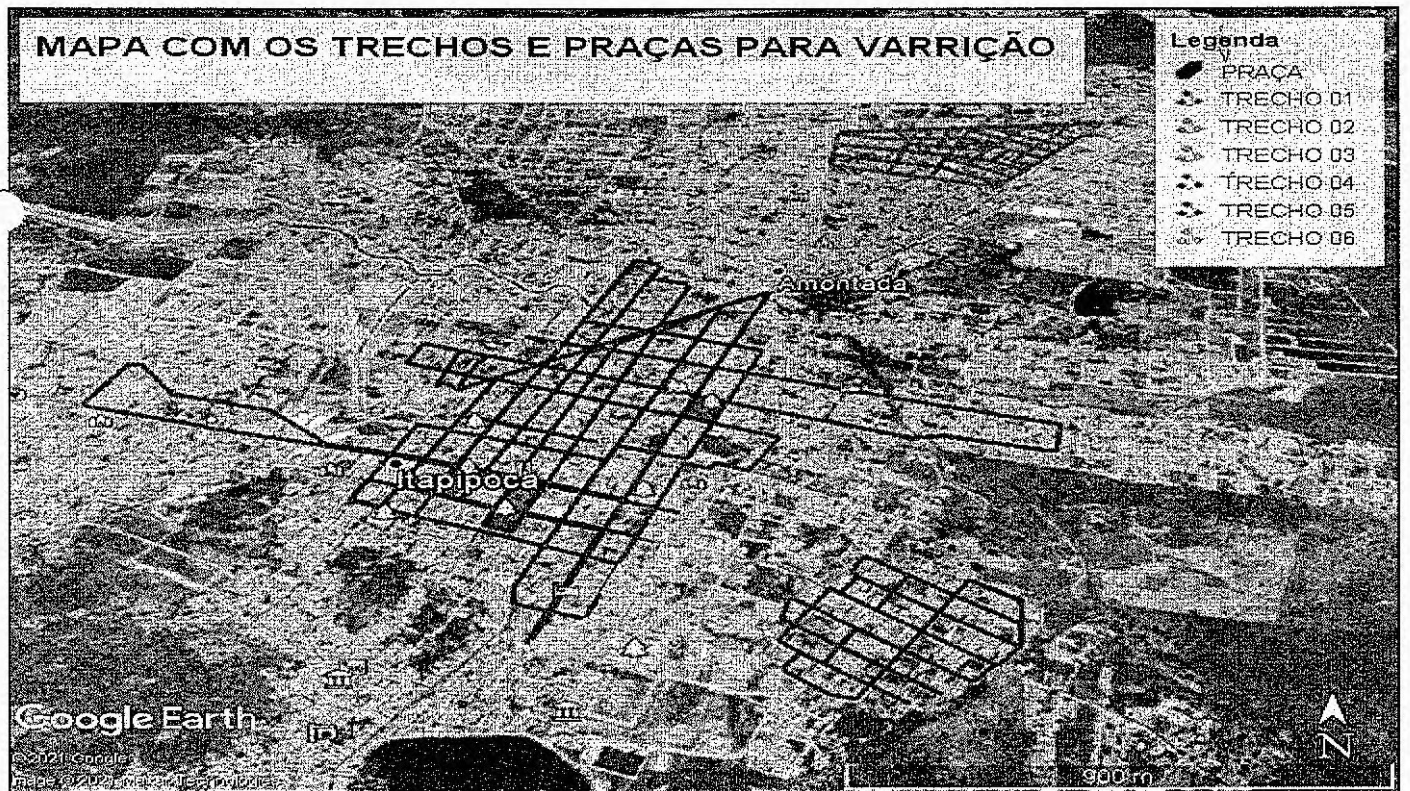 MAPA COM OS TRECHOS E PRAÇAS PARA VARRIÇÃO
Legenda
PRAÇA
TRECHO 01
TRECHO 02
TRECHO 03
TRECHO 04
TRECHO 05
TRECHO 06
Amontada
Itapipoca
Google Earth
©2021 Google
900 m
N